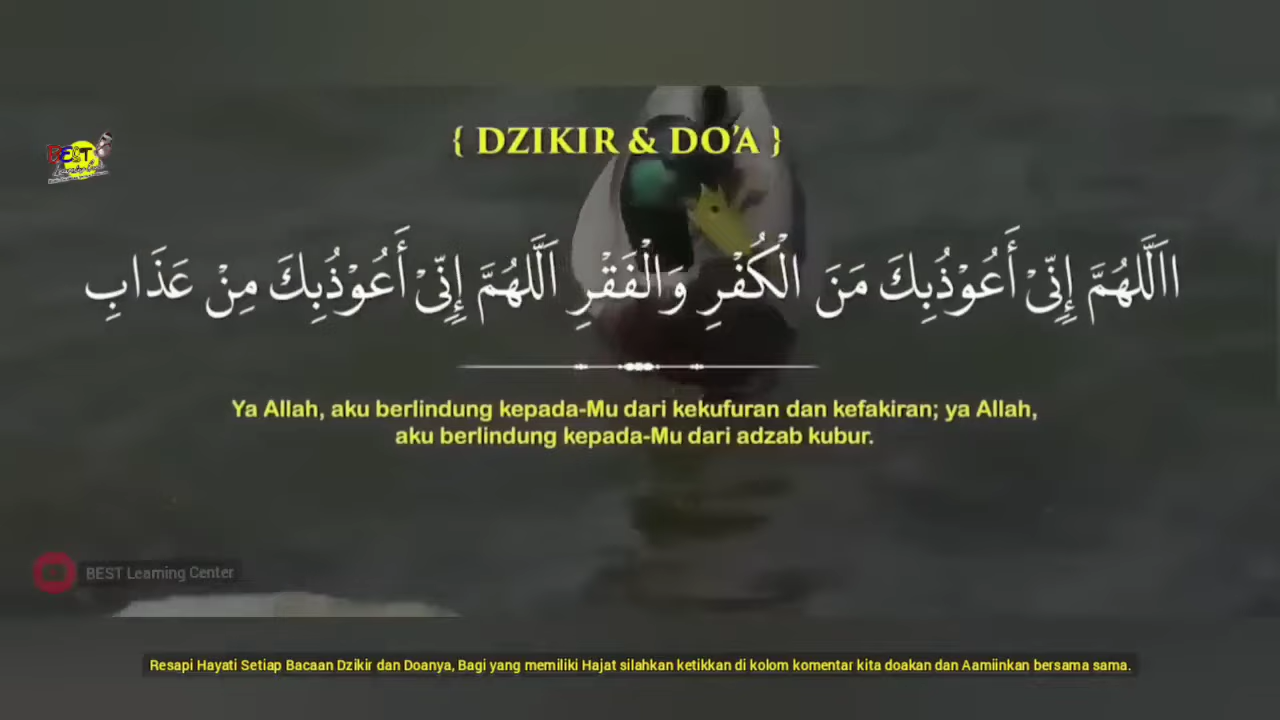 { DZIKIR & DO'A }
BEST
االَلَّهُمَّ إِنِّىْ أَعُوْذُبِكَ مَنَ الْكُفْرِ وَالْفَقْرِ اَللَّهُمَّ إِنِّىْ أَعُوْذُبِكَ مِنْ عَذَابِ
Ya Allah, aku berlindung kepada-Mu dari kekufuran dan kefakiran; ya Allah,
aku berlindung kepada-Mu dari adzab kubur.
BEST Learning Center
Resapi Hayati Setiap Bacaan Dzikir dan Doanya, Bagi yang memiliki Hajat silahkan ketikkan di kolom komentar kita doakan dan Aamiinkan bersama sama.